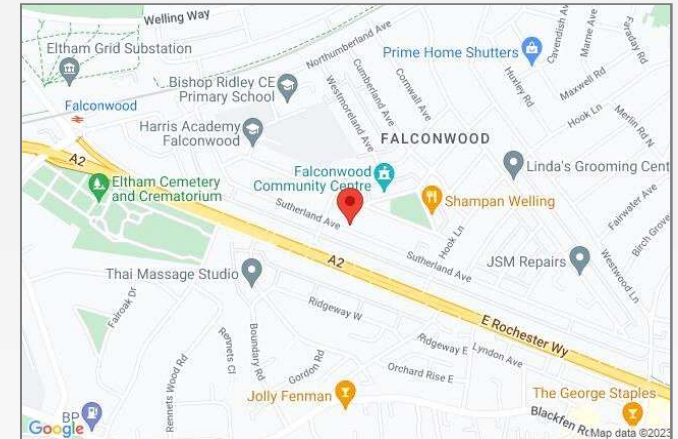 Welling Way
Eltham Grid Substation
Northumberland Ave
Cavendish Av
Marne Ave
Faraday Rd
Prime Home Shutters
Bishop Ridley CE
Primary School
Cumberland Ave
Cornwall Ave
Huxley Rd
Maxwell Rd
Falconwood
Westmoreland Ave
Hook Ln
Merlin Rd N
Harris Academy
Falconwood
FALCONWOOD
A2
Linda's Grooming Cent
Falconwood
Community Centre
Eltham Cemetery
and Crematorium
Shampan Welling
Fairwater Ave
Sutherland Ave
Birch Grove
Hook Ln
A2
Sutherland Ave
JSM Repairs
Westwood Ln
Thai Massage Studio
Fairoak Dr
Ridgeway W
E Rochester Wy
Rennets Cl
Boundary Rd
Ridgeway E
Lyndon Ave
Rennets Wood Rd
Gordon Rd
Orchard Rise E
Jolly Fenman
The George Staples
BP
Blackfen R
Google
Map data ©2023